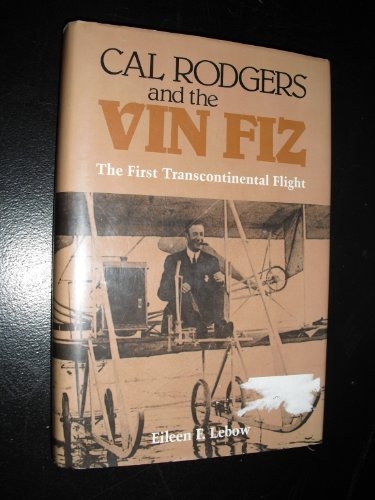 CAL RODGERS
and the
VIN FIZ
The First Transcontinental Flight
Eileen F. Lebow